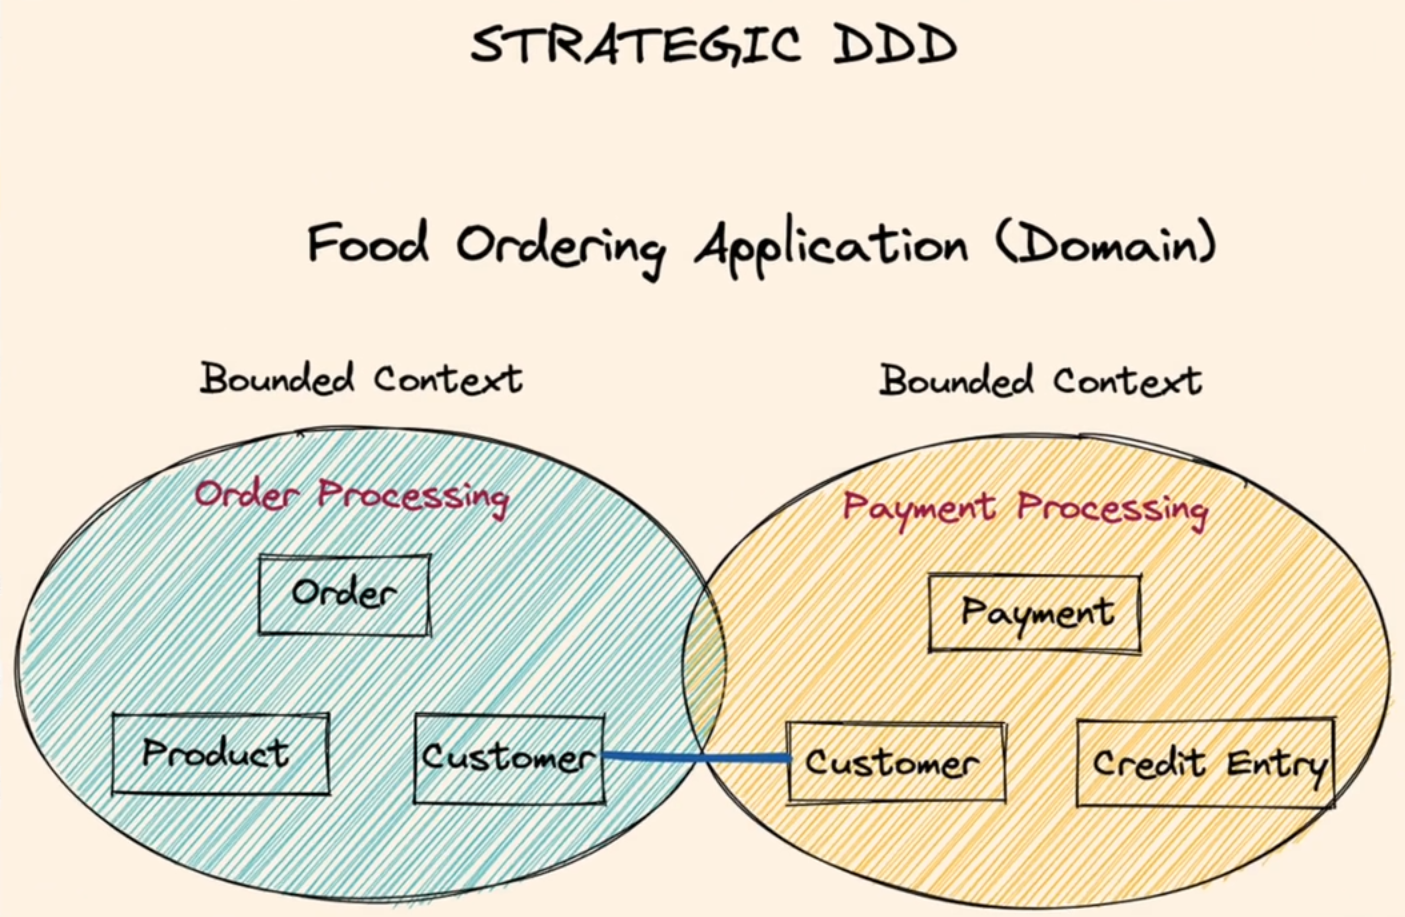 STRATEGIC DDD
Food Ordering Application (Domain)
Bounded Context
Bounded Context
Order Processing
Order
Product
Customer
Payment Processing
Payment
Customer
Credit Entry